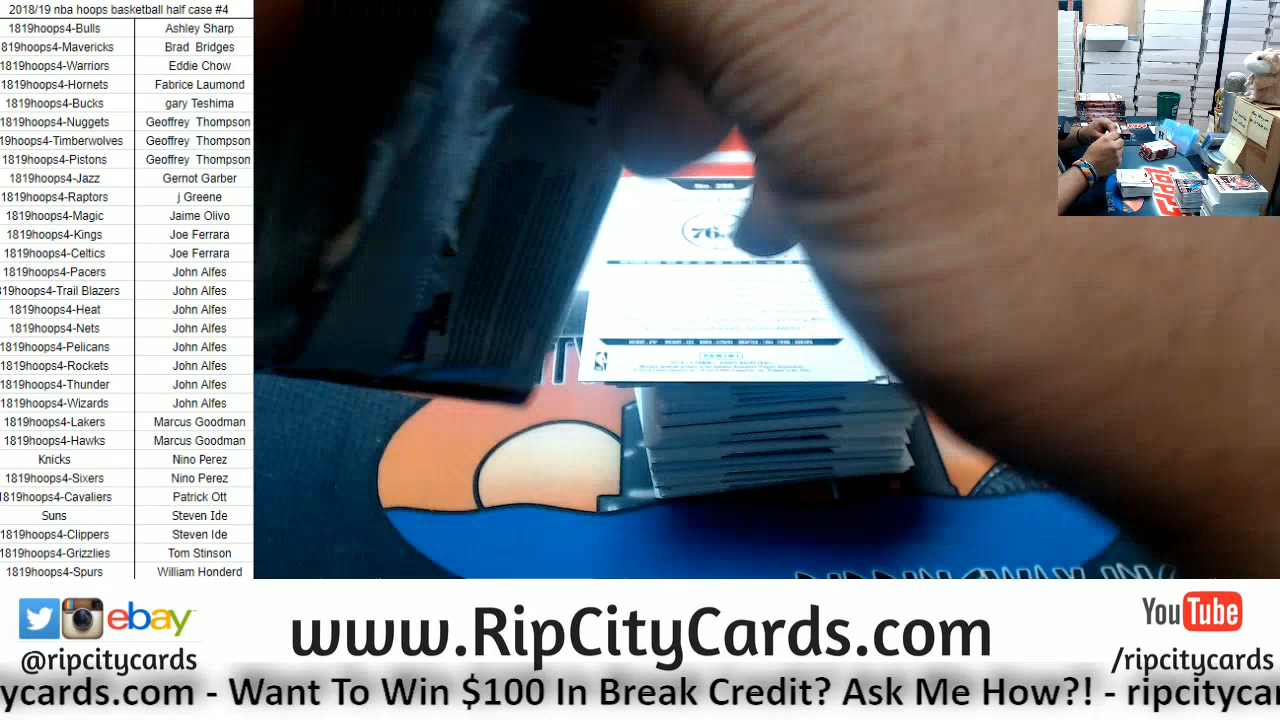 2018/19 nba hoops basketball half case #4
1819hoops4-Bulls Ashley Sharp
819hoops4-Mavericks Brad Bridges
1819hoops4-Warriors Eddie Chow
1819hoops4-Hornets Fabrice Laumond
1819hoops4-Bucks gary Teshima
1819hoops4-Nuggets Geoffrey Thompson
19hoops4-Timberwolves Geoffrey Thompson
1819hoops4-Pistons Geoffrey Thompson
1819hoops4-Jazz Gernot Garber
1819hoops4-Raptors j Greene
1819hoops4-Magic Jaime Olivo
1819hoops4-Kings Joe Ferrara
1819hoops4-Celtics Joe Ferrara
1819hoops4-Pacers John Alfes
819hoops4-Trail Blazers John Alfes
1819hoops4-Heat John Alfes
1819hoops4-Nets John Alfes
1819hoops4-Pelicans John Alfes
1819hoops4-Rockets John Alfes
1819hoops4-Thunder John Alfes
1819hoops4-Wizards John Alfes
1819hoops4-Lakers Marcus Goodman
1819hoops4-Hawks Marcus Goodman
Knicks Nino Perez
1819hoops4-Sixers Nino Perez
1819hoops4-Cavaliers Patrick Ott
Suns Steven Ide
1819hoops4-Clippers Steven Ide
1819hoops4-Grizzlies Tom Stinson
1819hoops4-Spurs William Honderd
No.
76
PANINI
TOPPS
ebay
@ripcitycards
www.RipCityCards.com
YouTube
/ripcitycards
ycards.com - Want To Win $100 In Break Credit? Ask Me How?! - ripcitycar